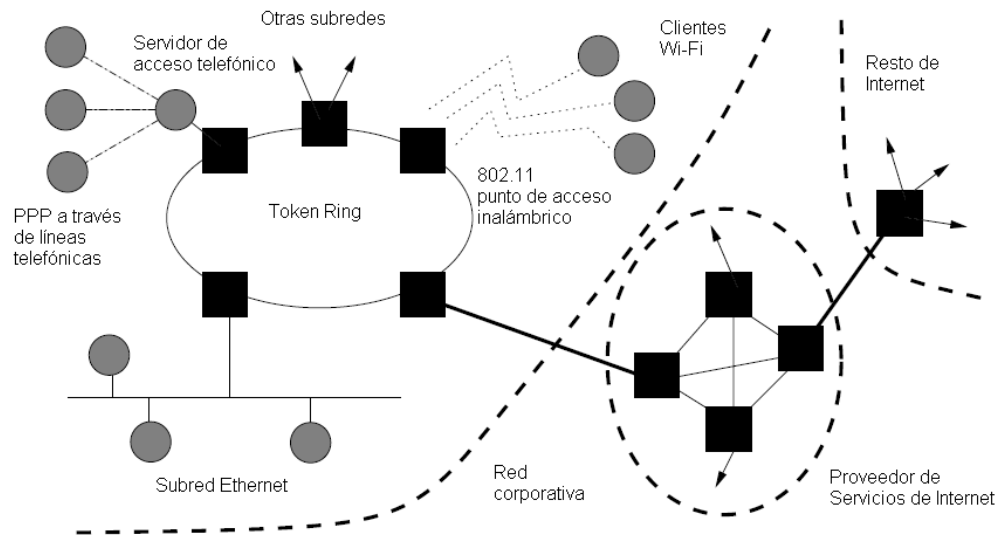 Otras subredes
Servidor de
acceso telefónico
Clientes
Wi-Fi
Resto de
Internet
802.11
punto de acceso
inalámbrico
Token Ring
PPP a través
de líneas
telefónicas
Subred Ethernet
Red
corporativa
Proveedor de
Servicios de Internet